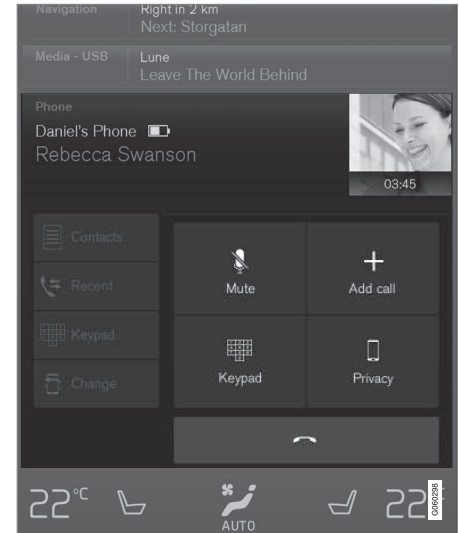 Navigation
Right in 2 km
Next: Storgatan
Media - USB
Lune
Leave The World Behind
Phone
Daniel's Phone
Rebecca Swanson
03:45
Contacts
Recent
Keypad
Change
Mute
Add call
Keypad
Privacy
22°C
AUTO
22
G060298